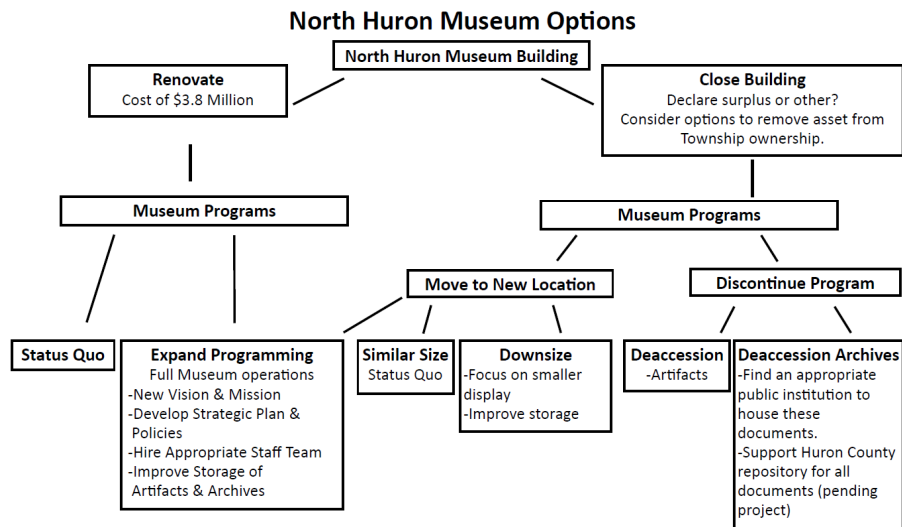 North Huron Museum Options
North Huron Museum Building
Renovate
Cost of $3.8 Million
Close Building
Declare surplus or other?
Consider options to remove asset from
Township ownership.
Museum Programs
Museum Programs
Move to New Location
Discontinue Program
Status Quo
Expand Programming
Full Museum operations
-New Vision & Mission
-Develop Strategic Plan &
Policies
-Hire Appropriate Staff Team
-Improve Storage of
Artifacts & Archives
Similar Size
Status Quo
Downsize
-Focus on smaller
display
-Improve storage
Deaccession
-Artifacts
Deaccession Archives
-Find an appropriate
public institution to
house these
documents.
-Support Huron County
repository for all
documents (pending
project)